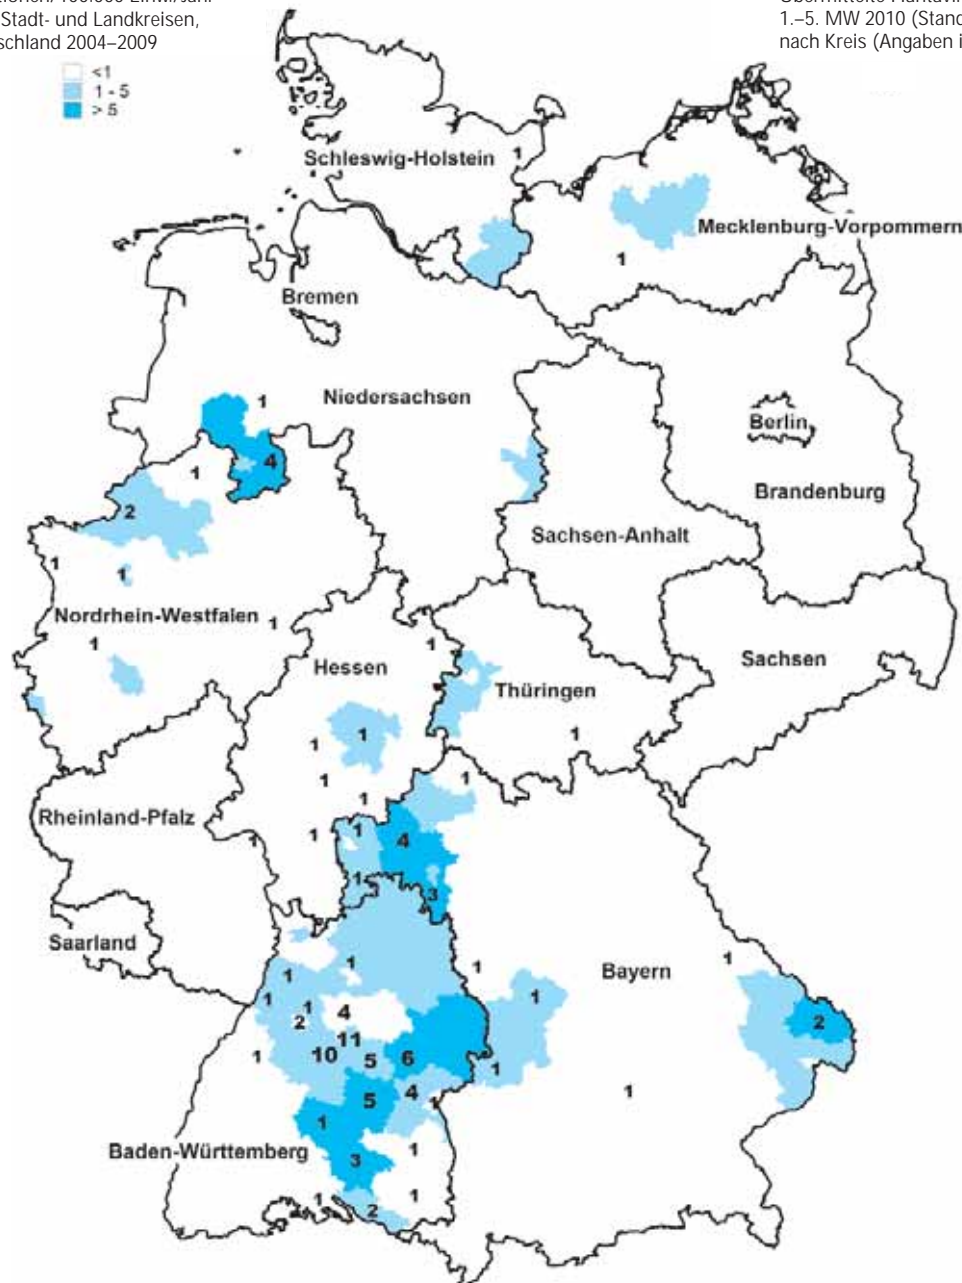 Stadt- und Landkreisen,
2004–2009
1.–5. MW 2010
nach Kreis (Angaben
<1
1 - 5
> 5
Schleswig-Holstein 1
Mecklenburg-Vorpommern
1
Bremen
Niedersachsen
1
Berlin
4
1
Brandenburg
2
Sachsen-Anhalt
1
1
Nordrhein-Westfalen 1
1
1
Hessen
Sachsen
Thüringen
1
1
1
1
1
1
Rheinland-Pfalz
1
1
4
1
1
3
Saarland
1
1
1
Bayern
1
1
1
1
4
2
2
11
10
1
5
6
1
4
1
1
5
1
Baden-Württemberg
1
3
1
1
2